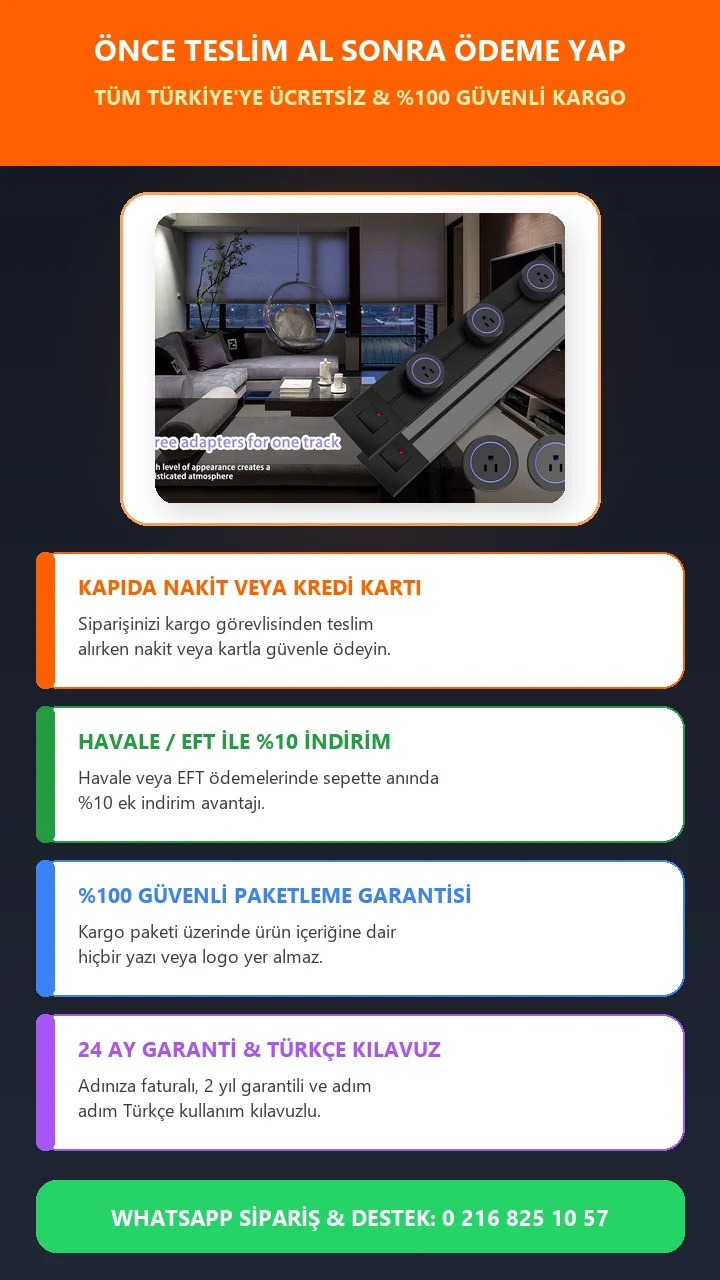 ÖNCE TESLİM AL SONRA ÖDEME YAP
TÜM TÜRKİYE'YE ÜCRETSİZ & %100 GÜVENLİ KARGO
ree adapters for one track
h level of appearance creates a
isticated atmosphere
KAPIDA NAKİT VEYA KREDİ KARTI
Siparişinizi kargo görevlisinden teslim
alırken nakit veya kartla güvenle ödeyin.
HAVALE / EFT İLE %10 İNDİRİM
Havale veya EFT ödemelerinde sepette anında
%10 ek indirim avantajı.
%100 GÜVENLİ PAKETLEME GARANTİSİ
Kargo paketi üzerinde ürün içeriğine dair
hiçbir yazı veya logo yer almaz.
24 AY GARANTİ & TÜRKÇE KILAVUZ
Adınıza faturalı, 2 yıl garantili ve adım
adım Türkçe kullanım kılavuzlu.
WHATSAPP SİPARİŞ & DESTEK: 0 216 825 10 57